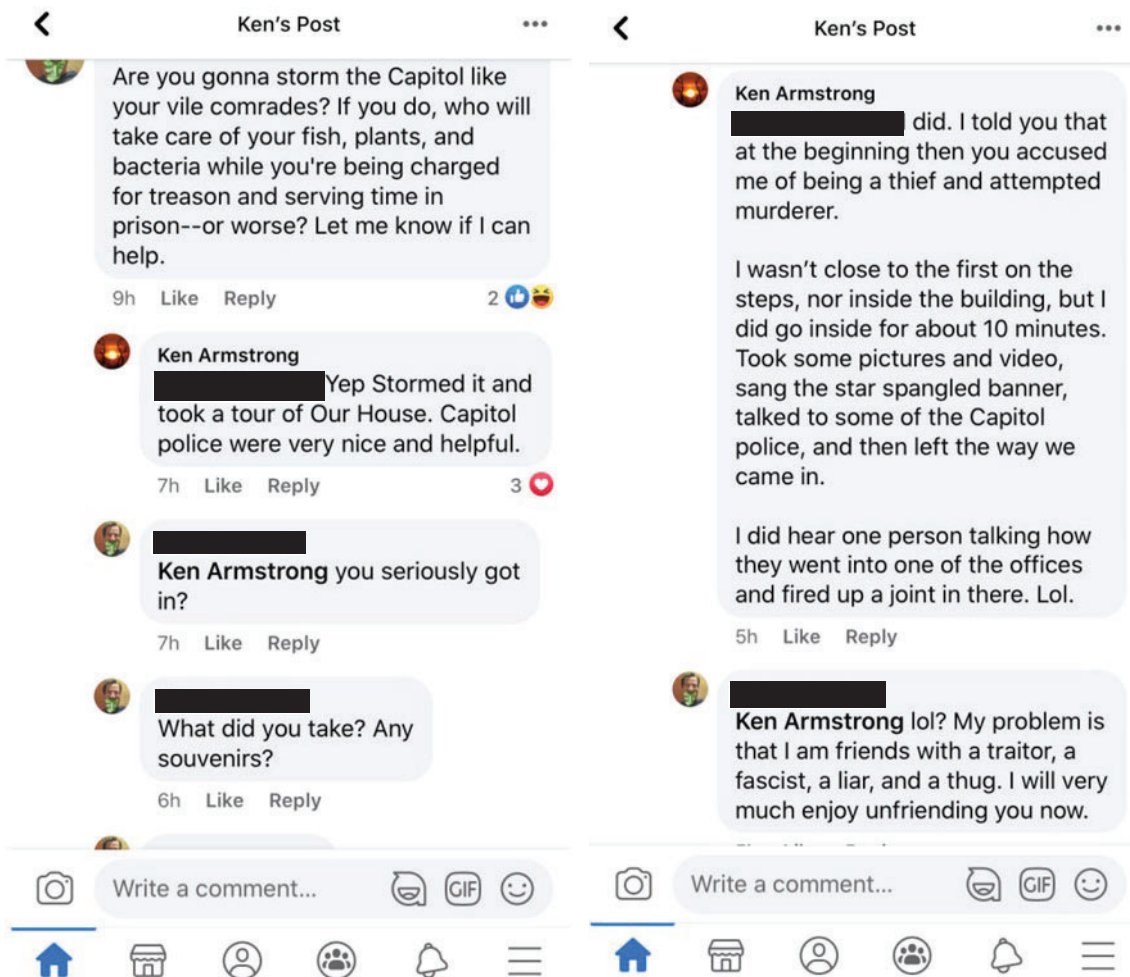 Ken's Post
Are you gonna storm the Capitol like
your vile comrades? If you do, who will
take care of your fish, plants, and
bacteria while you're being charged
for treason and serving time in
prison--or worse? Let me know if I can
help.
9h Like Reply 2
Ken Armstrong
Yep Stormed it and
took a tour of Our House. Capitol
police were very nice and helpful.
7h Like Reply 3
Ken Armstrong you seriously got
in?
7h Like Reply
What did you take? Any
souvenirs?
6h Like Reply
Write a comment...
GIF
Ken's Post
Ken Armstrong
did. I told you that
at the beginning then you accused
me of being a thief and attempted
murderer.
I wasn't close to the first on the
steps, nor inside the building, but I
did go inside for about 10 minutes.
Took some pictures and video,
sang the star spangled banner,
talked to some of the Capitol
police, and then left the way we
came in.
I did hear one person talking how
they went into one of the offices
and fired up a joint in there. Lol.
5h Like Reply
Ken Armstrong lol? My problem is
that I am friends with a traitor, a
fascist, a liar, and a thug. I will very
much enjoy unfriending you now.
Write a comment...
GIF